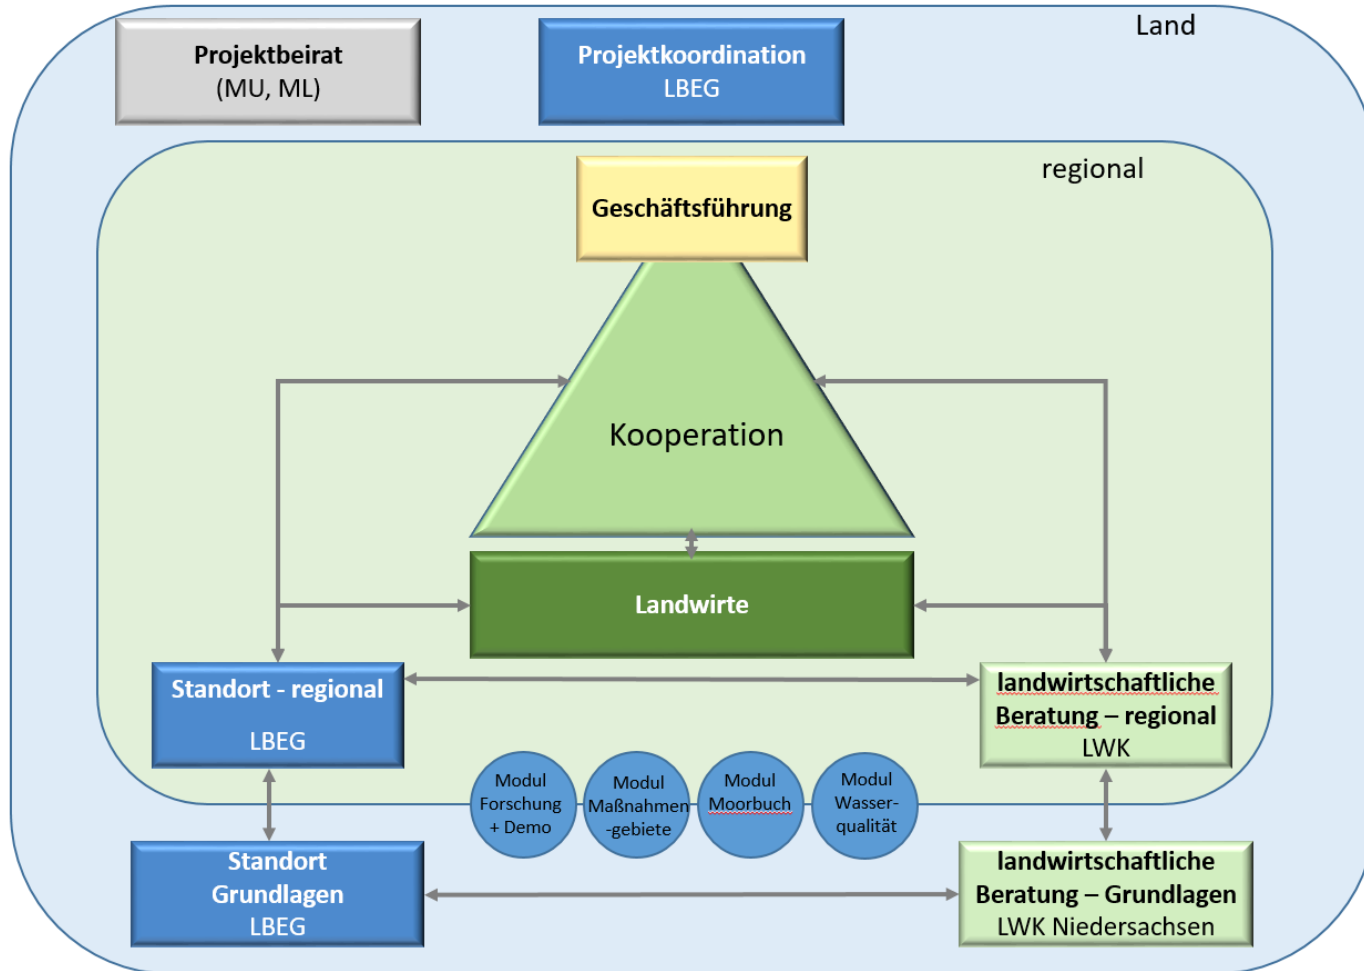 Land
Projektbeirat
(MU, ML)
Projektkoordination
LBEG
regional
Geschäftsführung
Kooperation
Landwirte
Standort - regional
LBEG
landwirtschaftliche
Beratung – regional
LWK
Modul
Forschung
+ Demo
Modul
Maßnahmen
-gebiete
Modul
Moorbuch
Modul
Wasser-
qualität
Standort
Grundlagen
LBEG
landwirtschaftliche
Beratung – Grundlagen
LWK Niedersachsen